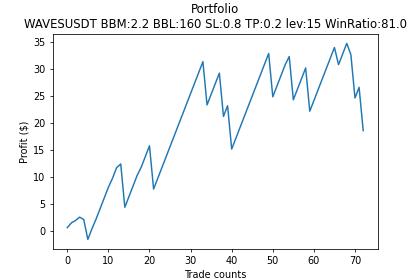 Portfolio
WAVESUSDT BBM:2.2 BBL:160 SL:0.8 TP:0.2 lev:15 WinRatio:81.0
35
30
25
20
15
10
5
0
Profit ($)
0 10 20 30 40 50 60 70
Trade counts